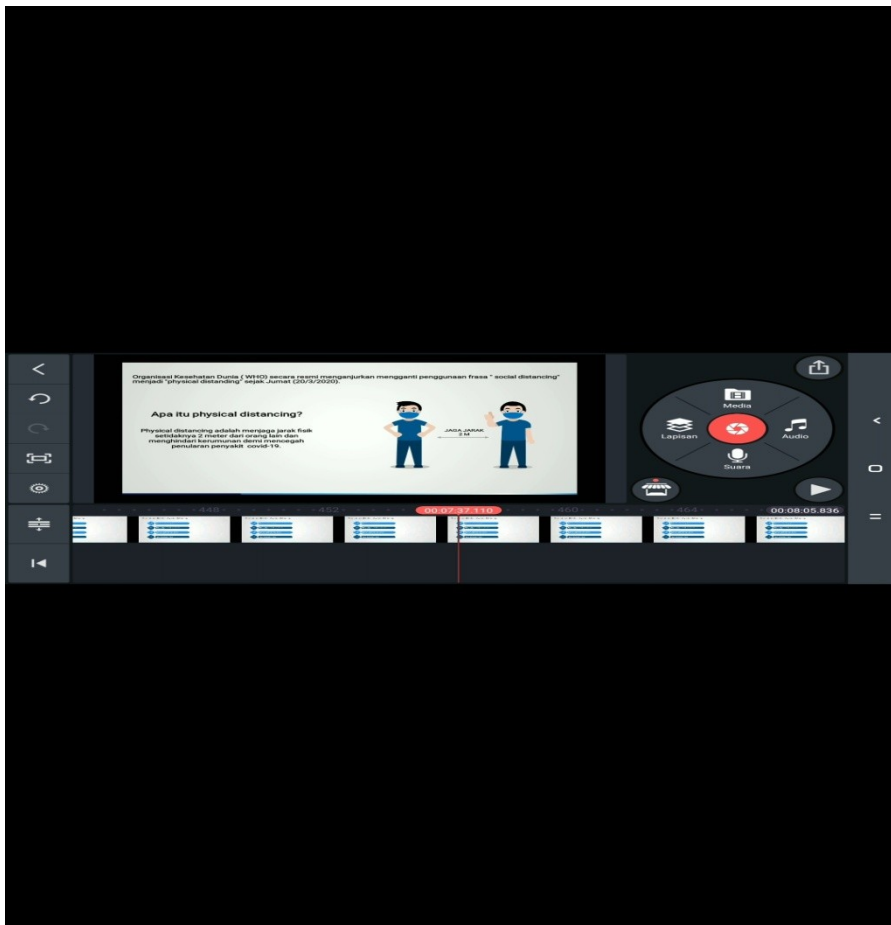 Organisasi Kesehatan Dunia ( WHO) secara resmi menganjurkan mengganti penggunaan frasa " social distancing"
menjadi "physical distanding" sejak Jumat (20/3/2020).
Apa itu physical distancing?
Physical distancing adalah menjaga jarak fisik
setidaknya 2 meter dari orang lain dan
menghindari kerumunan demi mencegah
penularan penyakit covid-19.
JAGA JARAK
2 M
Media
Lapisan
Audio
Suara
448
452
00:07:37.110
460
464
00:08:05.836